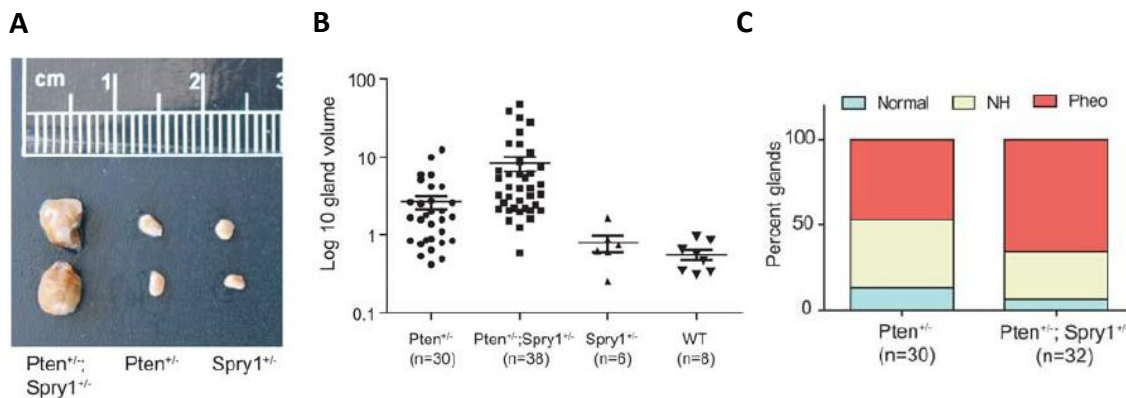 A
cm 1 2 3
Pten+/-; Spry1+/-
Pten+/-
Spry1+/-
B
Log 10 gland volume
100
10
1
0.1
Pten+/- (n=30)
Pten+/-;Spry1+/- (n=38)
Spry1+/- (n=6)
WT (n=8)
C
Normal NH Pheo
Percent glands
100
50
0
Pten+/- (n=30)
Pten+/-; Spry1+/- (n=32)